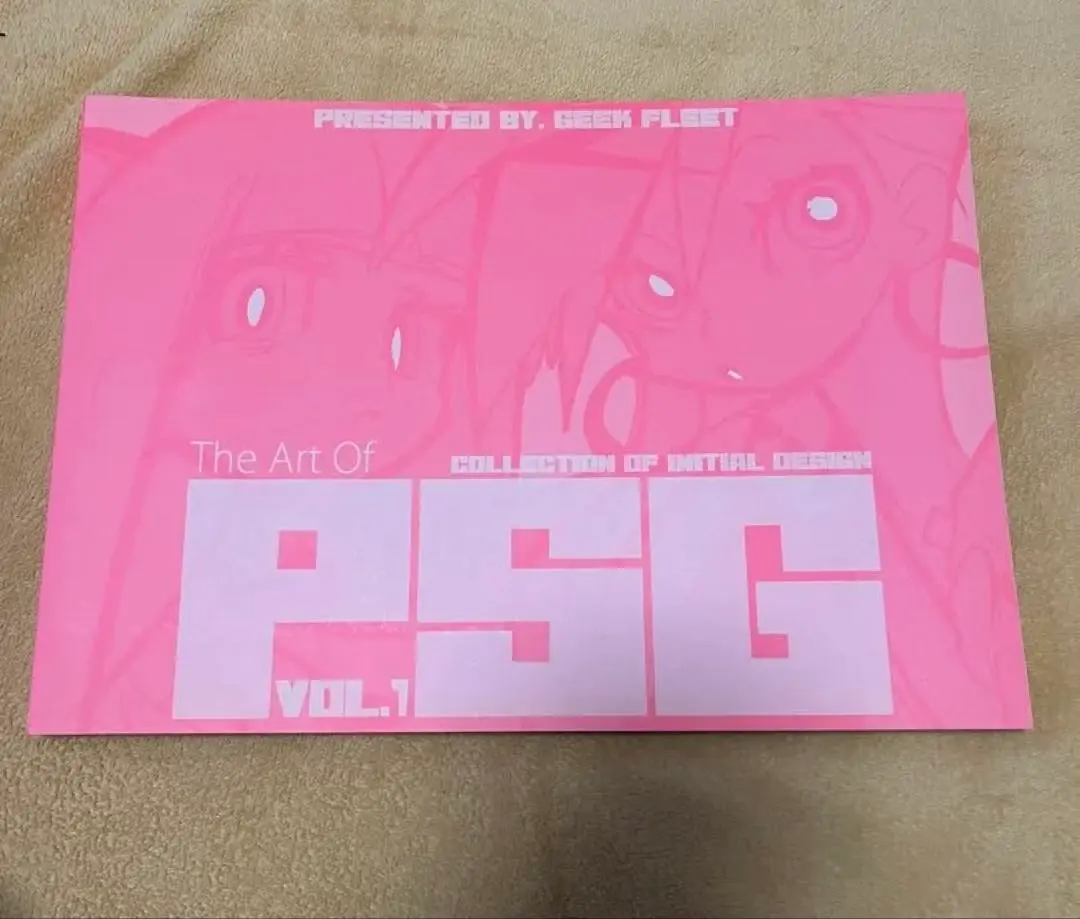 PRESENTED BY. GEEK FLEET
The Art Of
COLLECTION OF INITIAL DESIGN
PSG
VOL.1